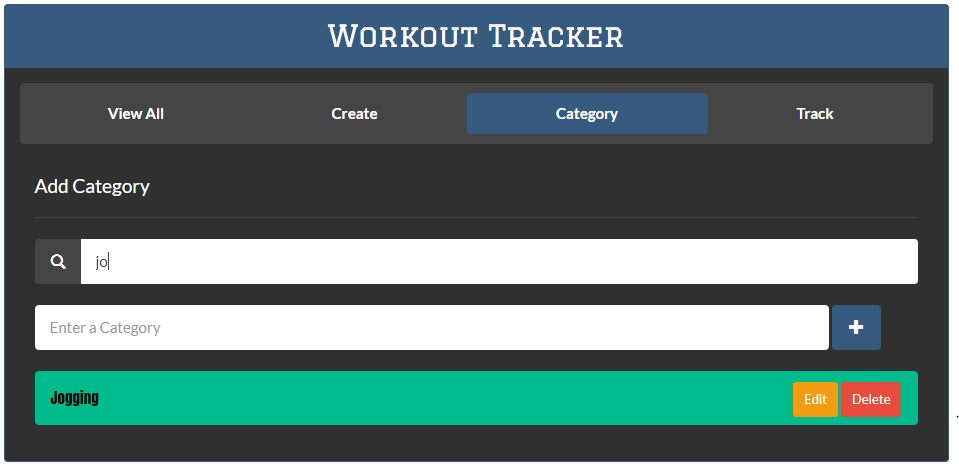 Workout Tracker
View All Create Category Track
Add Category
jo
Enter a Category
Jogging Edit Delete